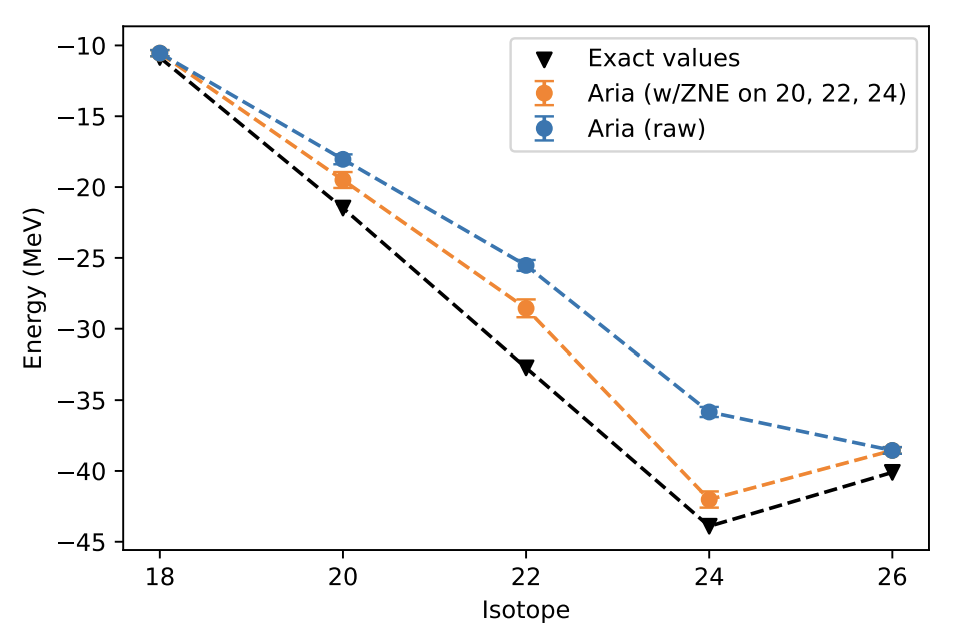 Energy (MeV)
−10
−15
−20
−25
−30
−35
−40
−45
Exact values
Aria (w/ZNE on 20, 22, 24)
Aria (raw)
18 20 22 24 26
Isotope